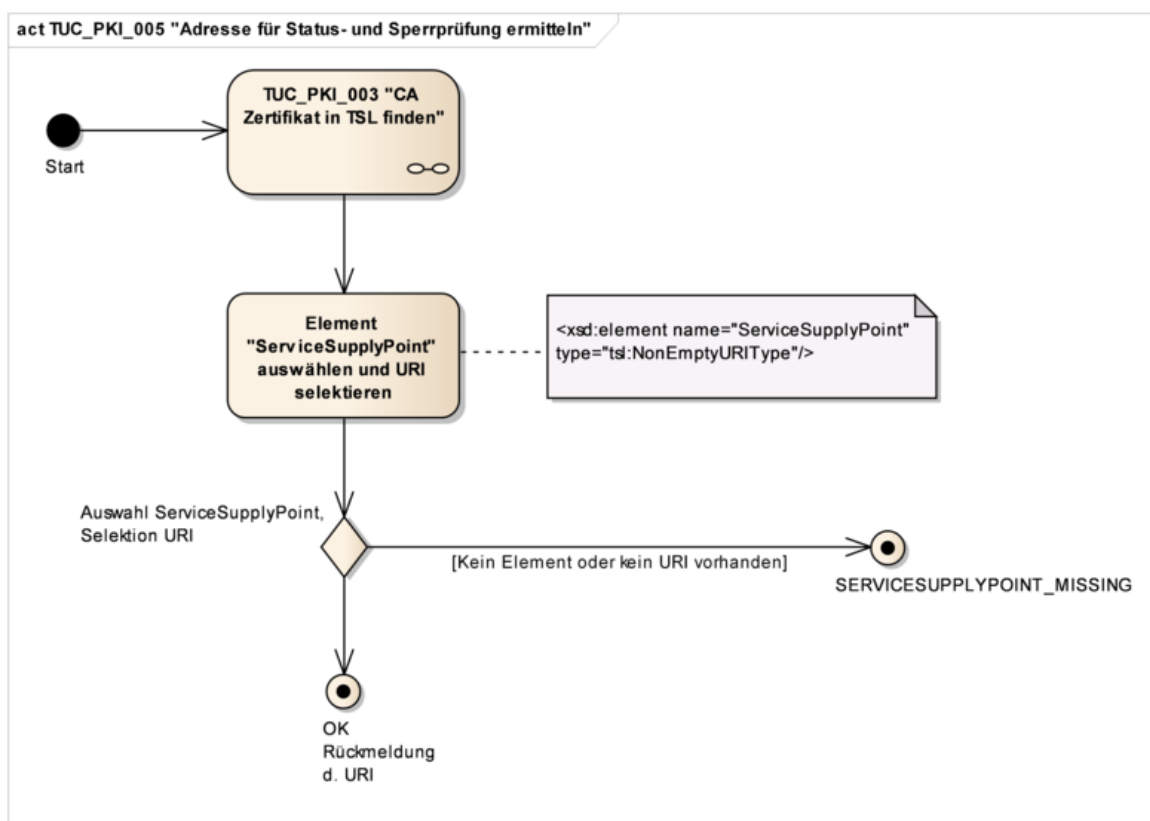 act TUC_PKI_005 "Adresse für Status- und Sperrprüfung ermitteln"
TUC_PKI_003 "CA
Zertifikat in TSL finden"
Start
Element
"ServiceSupplyPoint"
auswählen und URI
selektieren
<xsd:element name="ServiceSupplyPoint"
type="tsl:NonEmptyURIType"/>
Auswahl ServiceSupplyPoint,
Selektion URI
[Kein Element oder kein URI vorhanden]
SERVICESUPPLYPOINT_MISSING
OK
Rückmeldung
d. URI